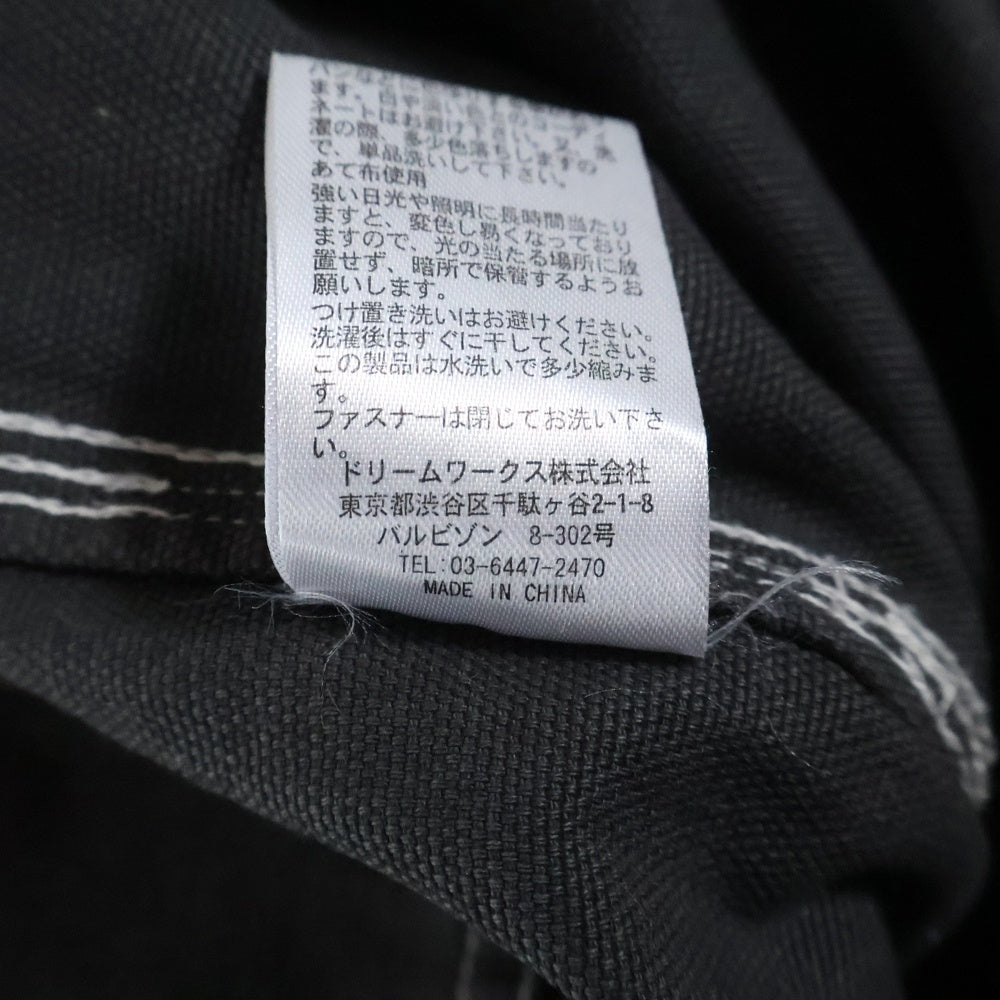 ます。白や淡い色とのコーディ
ネートはお避け下さい。又、洗
濯の際、多少色落ちしますの
で、単品洗いして下さい。
あて布使用
強い日光や照明に長時間当たり
ますと、変色し易くなっており
ますので、光の当たる場所に放
置せず、暗所で保管するようお
願いします。
つけ置き洗いはお避けください。
洗濯後はすぐに干してください。
この製品は水洗いで多少縮みま
す。
ファスナーは閉じてお洗い下さ
い。
ドリームワークス株式会社
東京都渋谷区千駄ヶ谷2-1-8
バルビゾン 8-302号
TEL:03-6447-2470
MADE IN CHINA